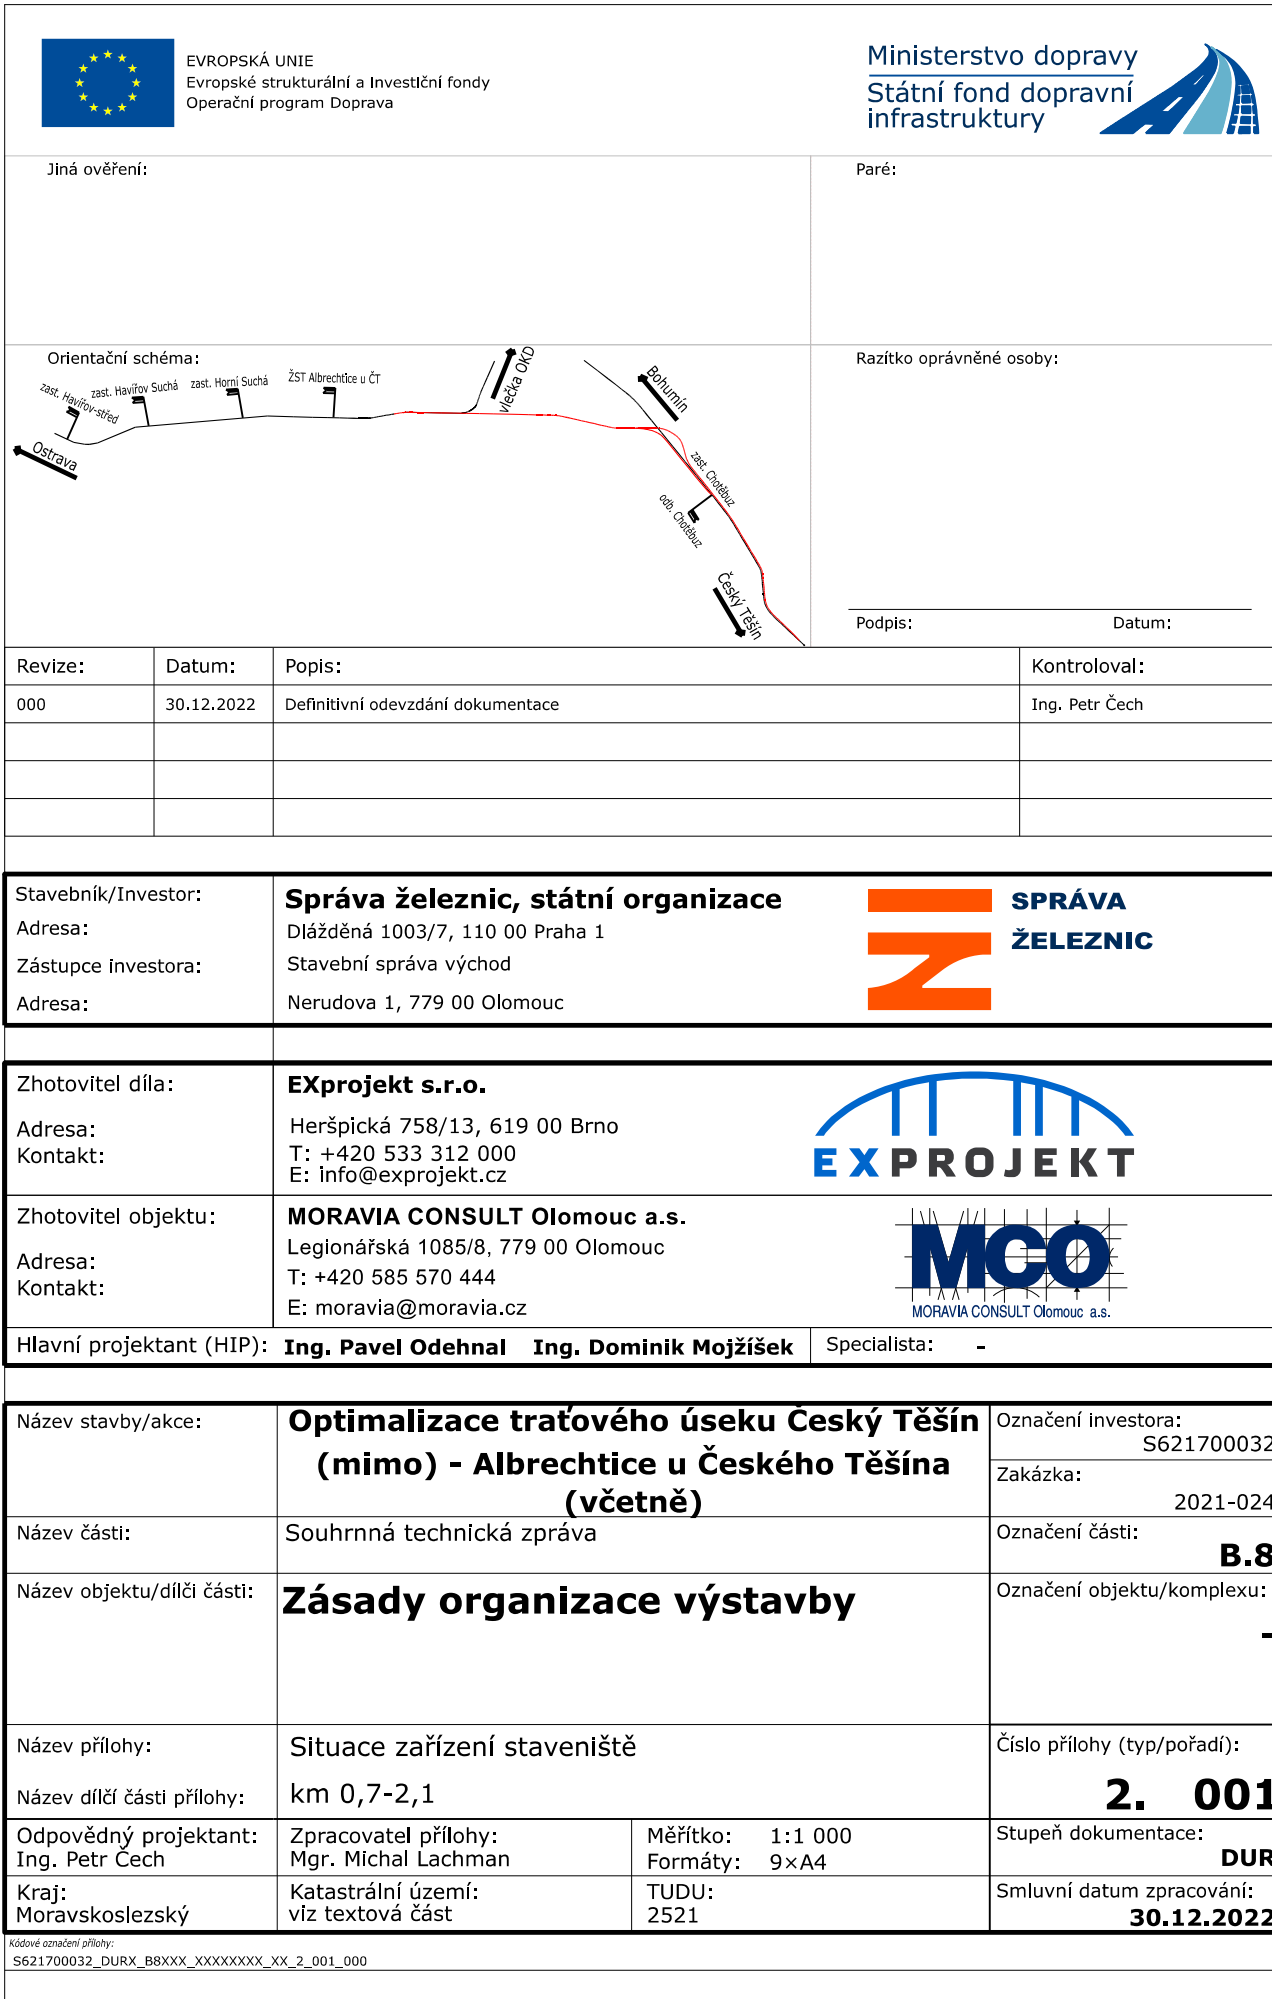 EVROPSKÁ UNIE
Evropské strukturální a Investiční fondy
Operační program Doprava
Ministerstvo dopravy
Státní fond dopravní
infrastruktury
Jiná ověření:
Paré:
Orientační schéma:
zast. Havířov-střed
zast. Havířov Suchá
zast. Horní Suchá
ŽST Albrechtice u ČT
vlečka OKD
Bohumín
Ostrava
zast. Chotěbuz
odb. Chotěbuz
Český Těšín
Razítko oprávněné osoby:
Podpis: Datum:
Revize: Datum: Popis: Kontroloval:
000 30.12.2022 Definitivní odevzdání dokumentace Ing. Petr Čech
Stavebník/Investor: Správa železnic, státní organizace
Adresa: Dlážděná 1003/7, 110 00 Praha 1
Zástupce investora: Stavební správa východ
Adresa: Nerudova 1, 779 00 Olomouc
SPRÁVA
ŽELEZNIC
Zhotovitel díla: EXprojekt s.r.o.
Adresa: Heršpická 758/13, 619 00 Brno
Kontakt: T: +420 533 312 000
E: info@exprojekt.cz
EXPROJEKT
Zhotovitel objektu: MORAVIA CONSULT Olomouc a.s.
Adresa: Legionářská 1085/8, 779 00 Olomouc
Kontakt: T: +420 585 570 444
E: moravia@moravia.cz
MCO
MORAVIA CONSULT Olomouc a.s.
Hlavní projektant (HIP): Ing. Pavel Odehnal Ing. Dominik Mojžíšek Specialista: -
Název stavby/akce: Optimalizace traťového úseku Český Těšín
(mimo) - Albrechtice u Českého Těšína
(včetně)
Označení investora:
S621700032
Zakázka:
2021-024
Název části: Souhrnná technická zpráva
Označení části:
B.8
Název objektu/dílčí části: Zásady organizace výstavby
Označení objektu/komplexu:
-
Název přílohy: Situace zařízení staveniště
Název dílčí části přílohy: km 0,7-2,1
Číslo přílohy (typ/pořadí):
2. 001
Odpovědný projektant:
Ing. Petr Čech
Zpracovatel přílohy:
Mgr. Michal Lachman
Měřítko: 1:1 000
Formáty: 9×A4
Stupeň dokumentace:
DUR
Kraj:
Moravskoslezský
Katastrální území:
viz textová část
TUDU:
2521
Smluvní datum zpracování:
30.12.2022
Kódové označení přílohy:
S621700032_DURX_B8XXX_XXXXXXXX_XX_2_001_000